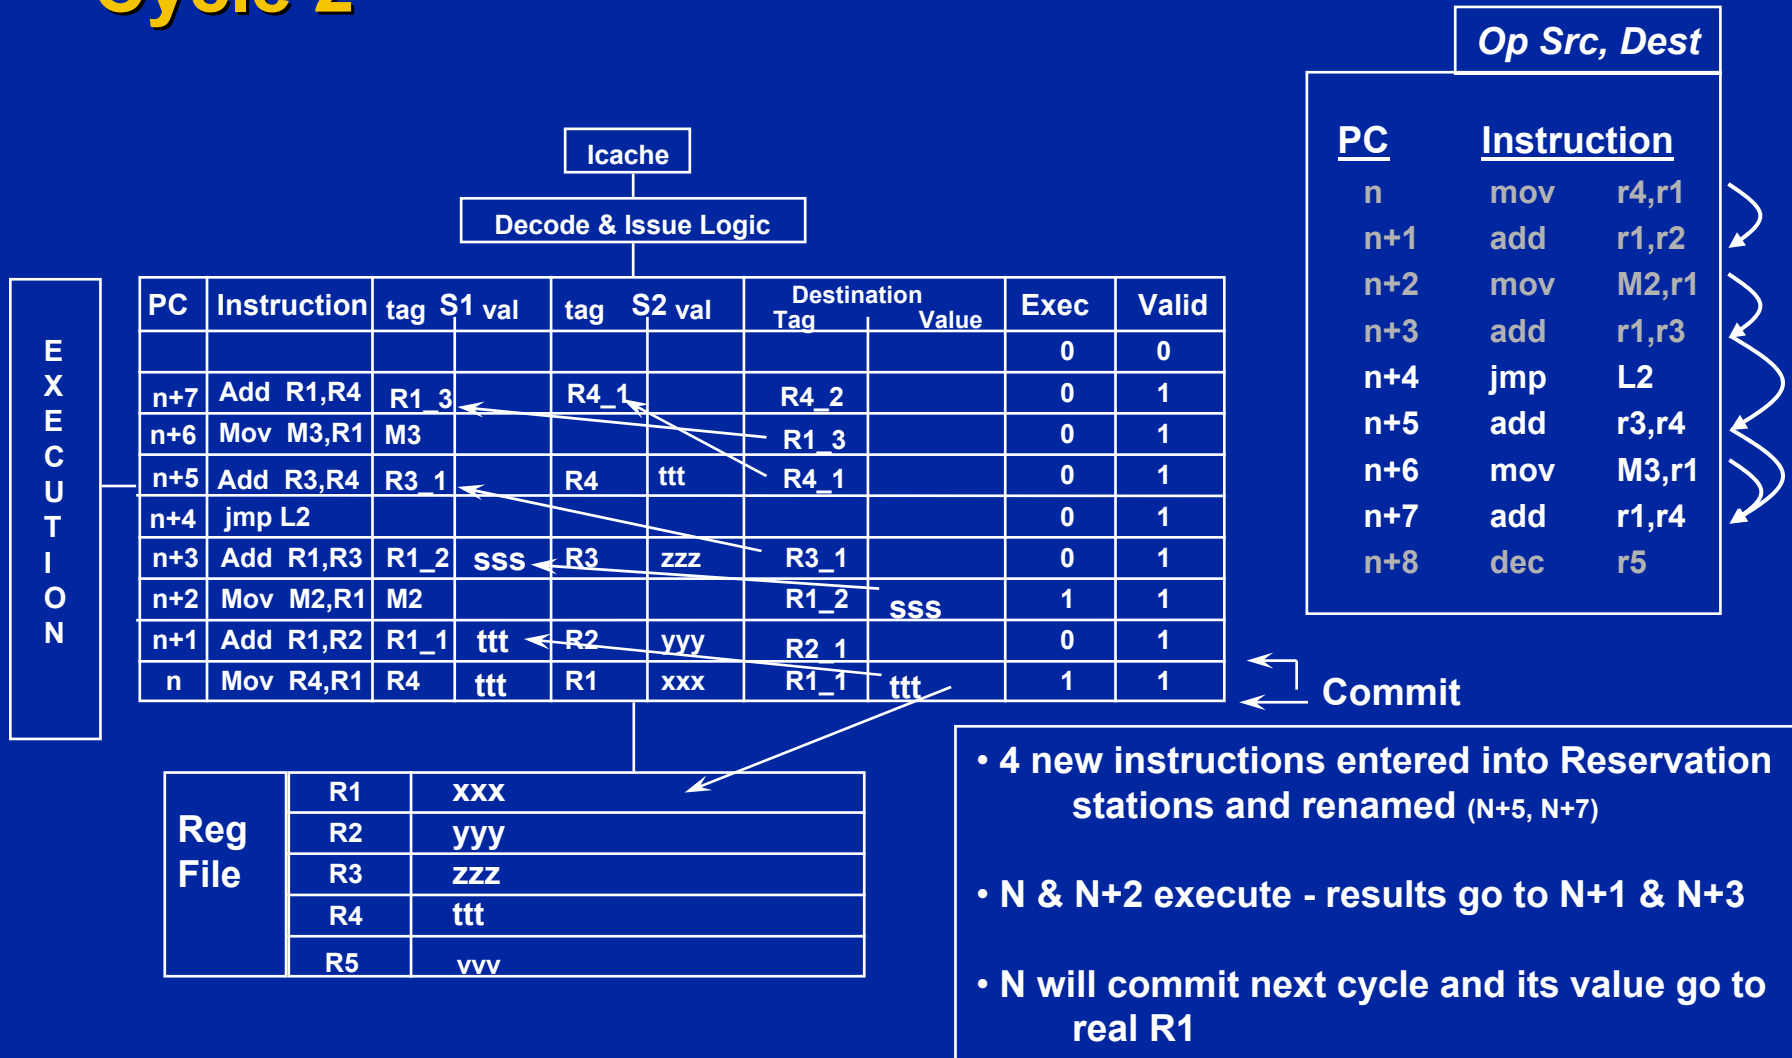 Cycle 2
Op Src, Dest
PC Instruction
n mov r4,r1
n+1 add r1,r2
n+2 mov M2,r1
n+3 add r1,r3
n+4 jmp L2
n+5 add r3,r4
n+6 mov M3,r1
n+7 add r1,r4
n+8 dec r5
Icache
Decode & Issue Logic
EXECUTION
PC Instruction tag S1 val tag S2 val Destination Tag Value Exec Valid
0 0
n+7 Add R1,R4 R1_3 R4_1 R4_2 0 1
n+6 Mov M3,R1 M3 R1_3 0 1
n+5 Add R3,R4 R3_1 R4 ttt R4_1 0 1
n+4 jmp L2 0 1
n+3 Add R1,R3 R1_2 sss R3 zzz R3_1 0 1
n+2 Mov M2,R1 M2 R1_2 sss 1 1
n+1 Add R1,R2 R1_1 ttt R2 yyy R2_1 0 1
n Mov R4,R1 R4 ttt R1 xxx R1_1 ttt 1 1
Commit
Reg File
R1 xxx
R2 yyy
R3 zzz
R4 ttt
R5 vvv
• 4 new instructions entered into Reservation
stations and renamed (N+5, N+7)
• N & N+2 execute - results go to N+1 & N+3
• N will commit next cycle and its value go to
real R1